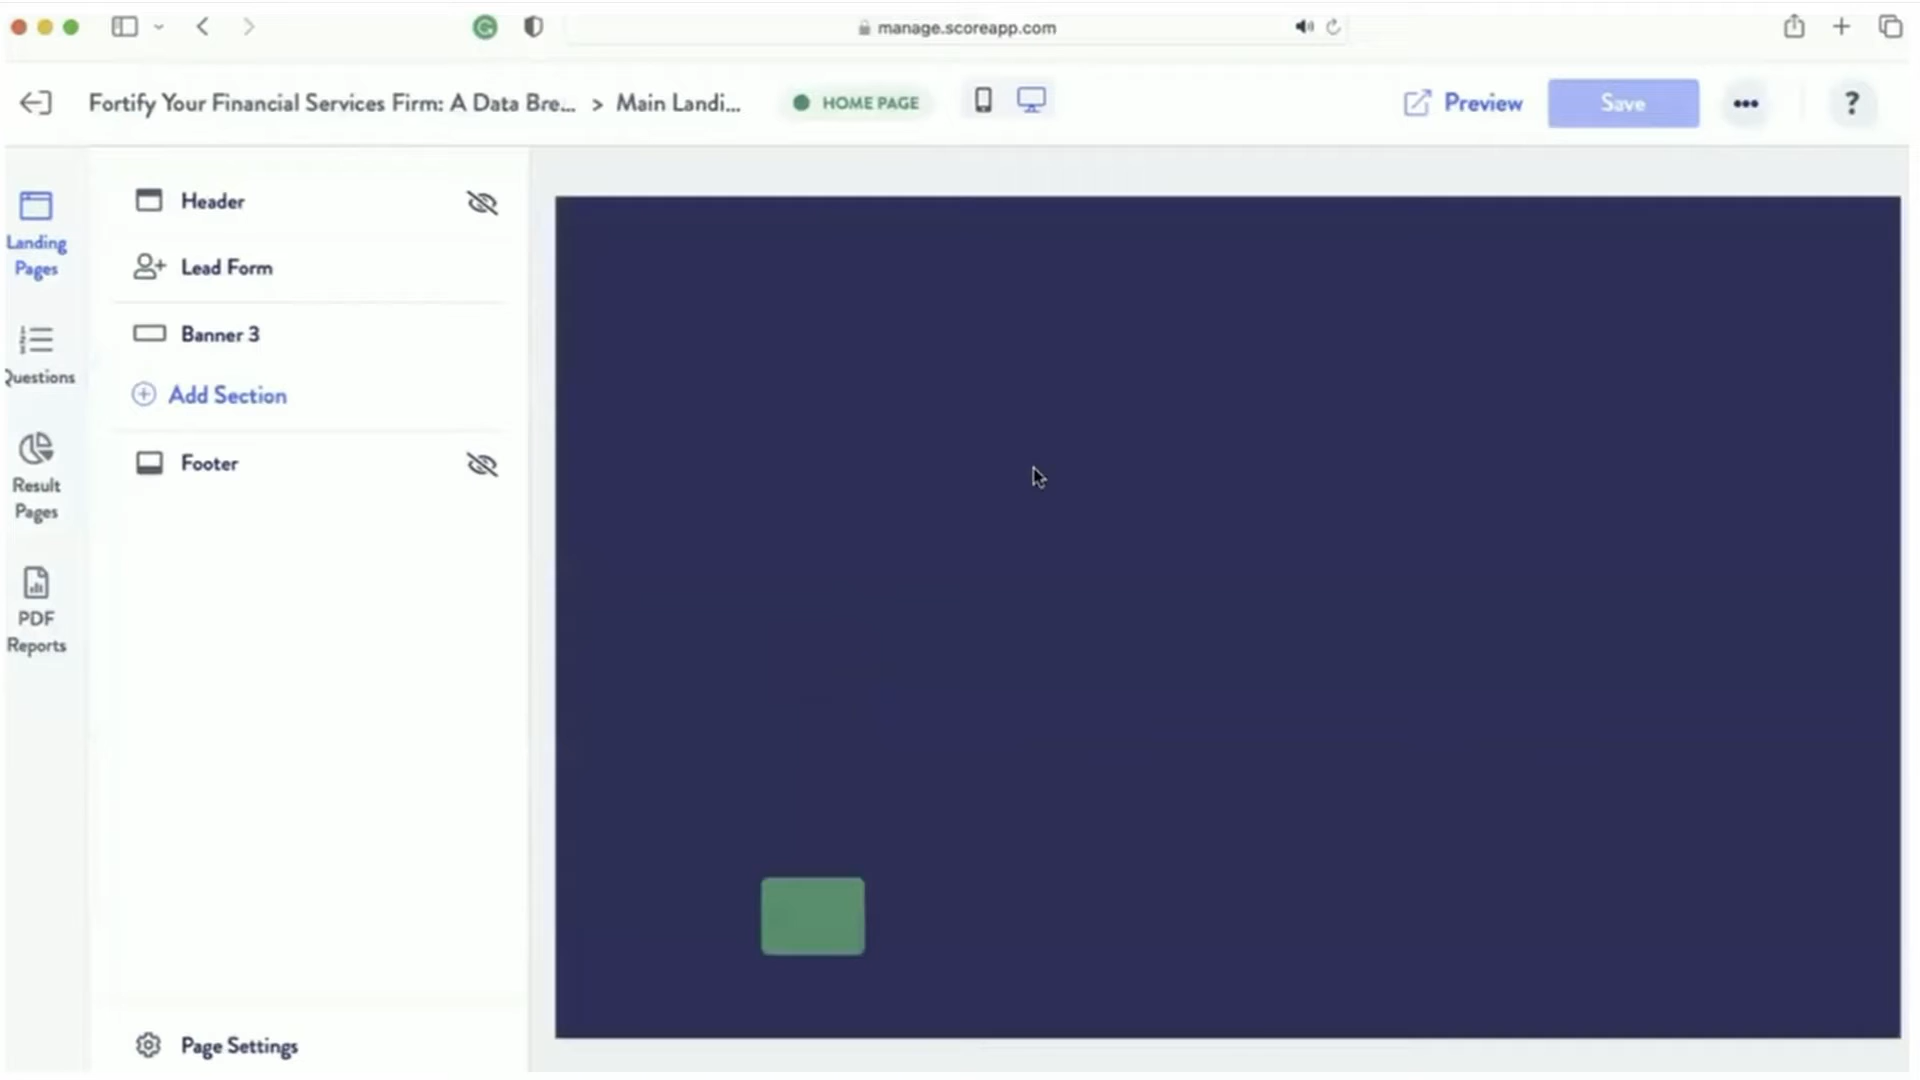 manage.scoreapp.com
Fortify Your Financial Services Firm: A Data Bre... > Main Landi...
HOME PAGE
Preview
Save
?
Landing
Pages
Questions
Result
Pages
PDF
Reports
Header
Lead Form
Banner 3
Add Section
Footer
Page Settings